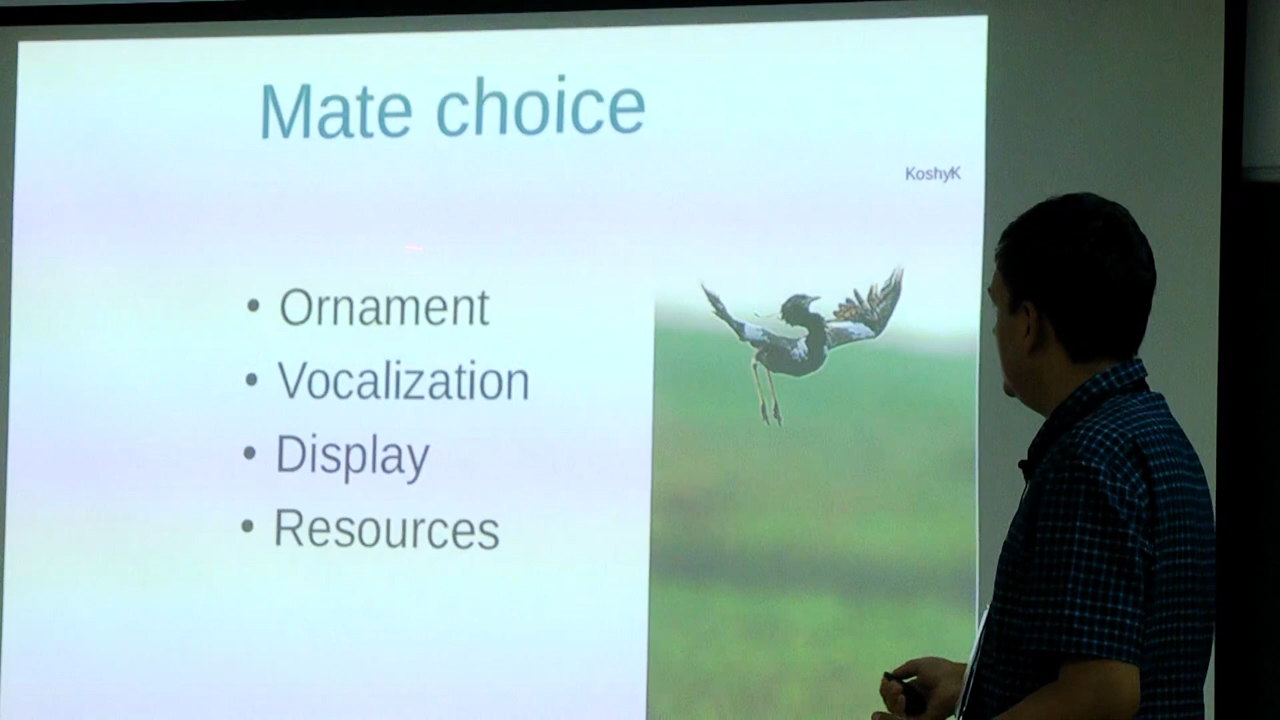 Mate choice
KoshyK
• Ornament
• Vocalization
• Display
• Resources